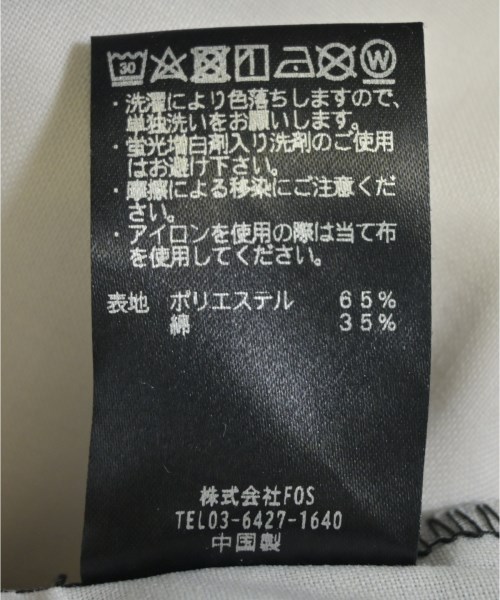 30 W
・洗濯により色落ちしますので、
単独洗いをお願いします。
・蛍光増白剤入り洗剤のご使用
はお避け下さい。
・摩擦による移染にご注意くだ
さい。
・アイロンを使用の際は当て布
を使用してください。
表地 ポリエステル 65%
綿 35%
株式会社FOS
TEL03-6427-1640
中国製